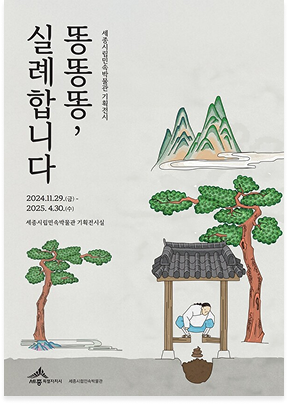 세종시립민속박물관 기획전시
똥똥똥,
실례합니다
2024.11.29.(금) -
2025. 4.30.(수)
세종시립민속박물관 기획전시실
세종특별자치시
세종시립민속박물관